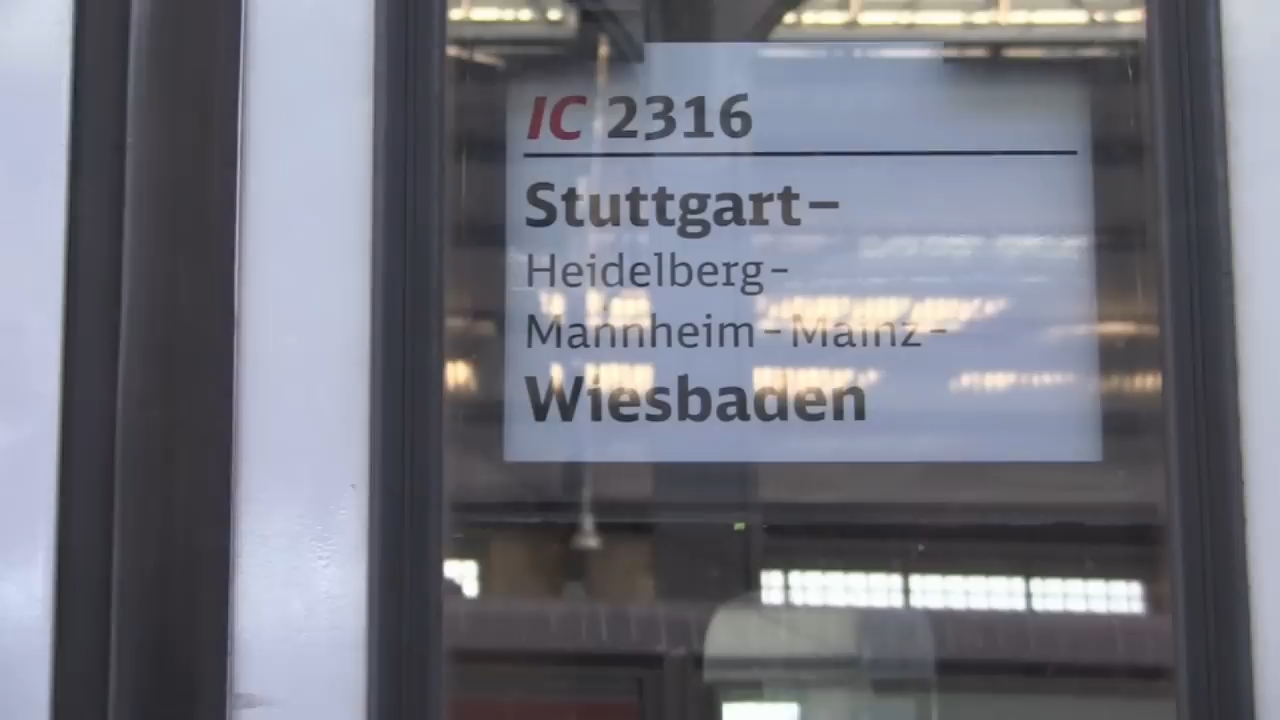 IC 2316
Stuttgart–
Heidelberg-
Mannheim-Mainz-
Wiesbaden